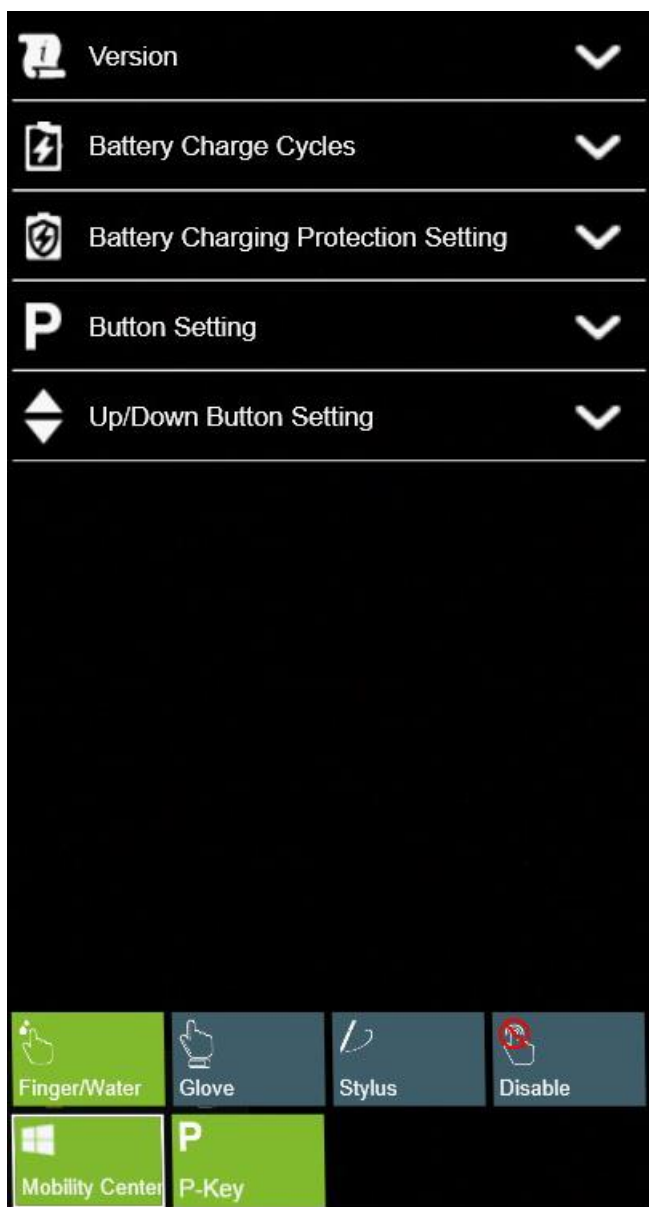 Version
Battery Charge Cycles
Battery Charging Protection Setting
P Button Setting
Up/Down Button Setting
Finger/Water Glove Stylus Disable
P
Mobility Center P-Key